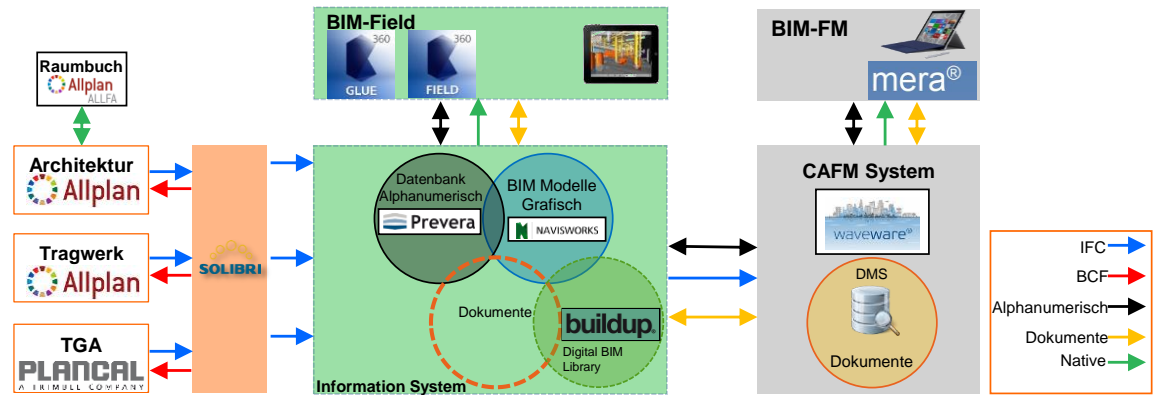 BIM-Field
360
GLUE
360
FIELD
BIM-FM
mera®
Raumbuch
Allplan
ALLFA
Architektur
Allplan
Tragwerk
Allplan
TGA
PLANCAL
A TRIMBLE COMPANY
SOLIBRI
Datenbank
Alphanumerisch
Prevera
BIM Modelle
Grafisch
NAVISWORKS
Dokumente
buildup.
Digital BIM
Library
Information System
CAFM System
waveware®
DMS
Dokumente
IFC
BCF
Alphanumerisch
Dokumente
Native